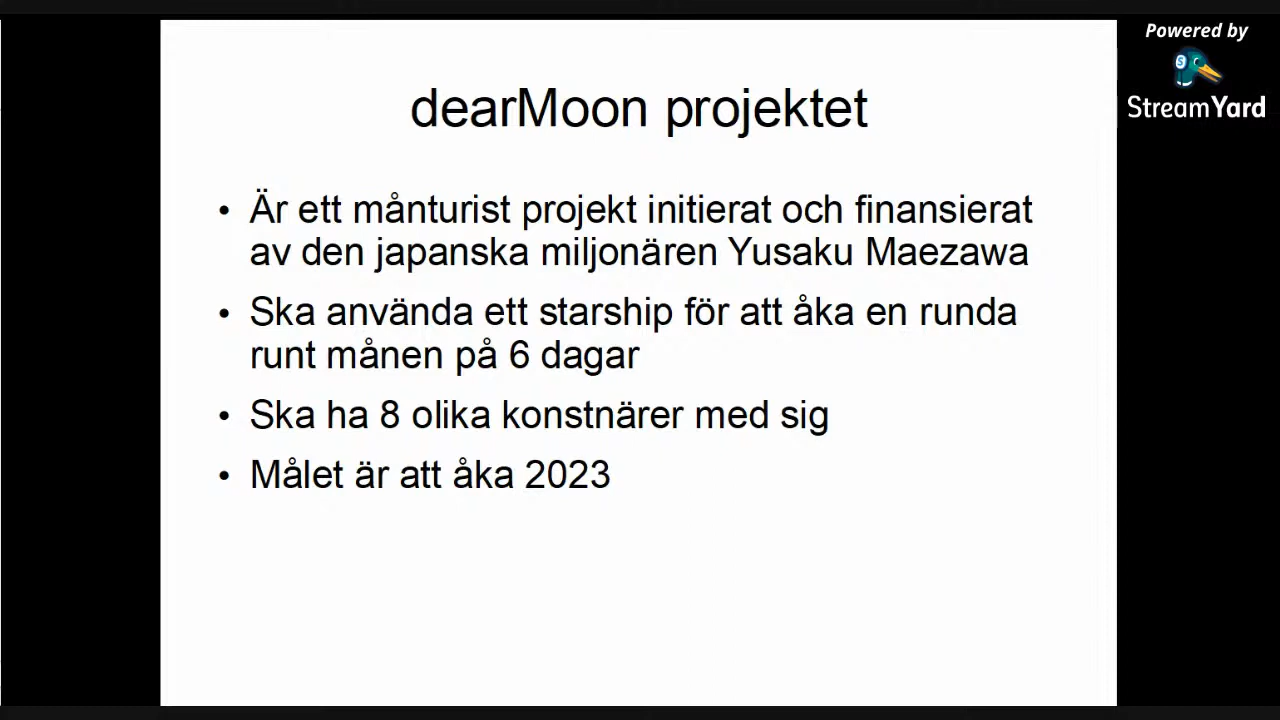 dearMoon projektet
• Är ett månturist projekt initierat och finansierat
av den japanska miljonären Yusaku Maezawa
• Ska använda ett starship för att åka en runda
runt månen på 6 dagar
• Ska ha 8 olika konstnärer med sig
• Målet är att åka 2023
Powered by
S
StreamYard